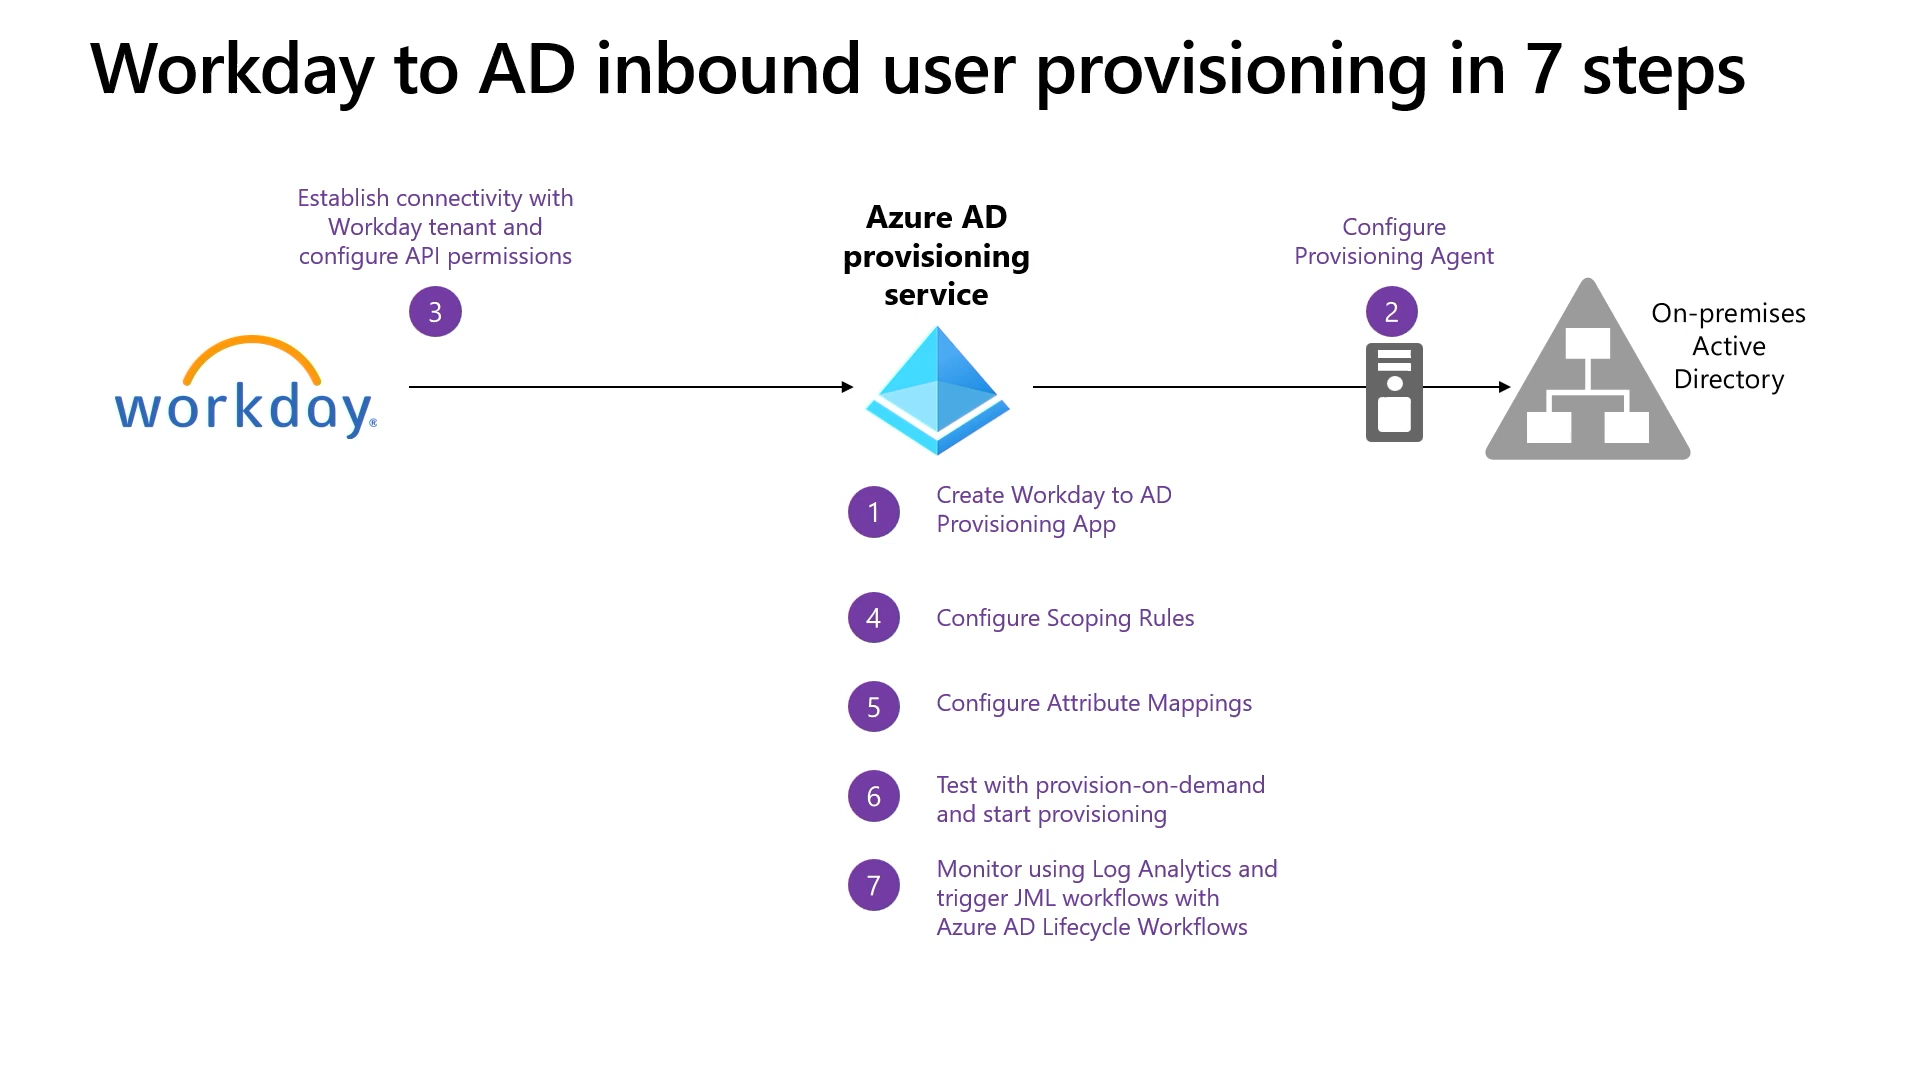 Workday to AD inbound user provisioning in 7 steps
Establish connectivity with
Workday tenant and
configure API permissions
3
workday®
Azure AD
provisioning
service
Configure
Provisioning Agent
2
On-premises
Active
Directory
1
Create Workday to AD
Provisioning App
4
Configure Scoping Rules
5
Configure Attribute Mappings
6
Test with provision-on-demand
and start provisioning
7
Monitor using Log Analytics and
trigger JML workflows with
Azure AD Lifecycle Workflows